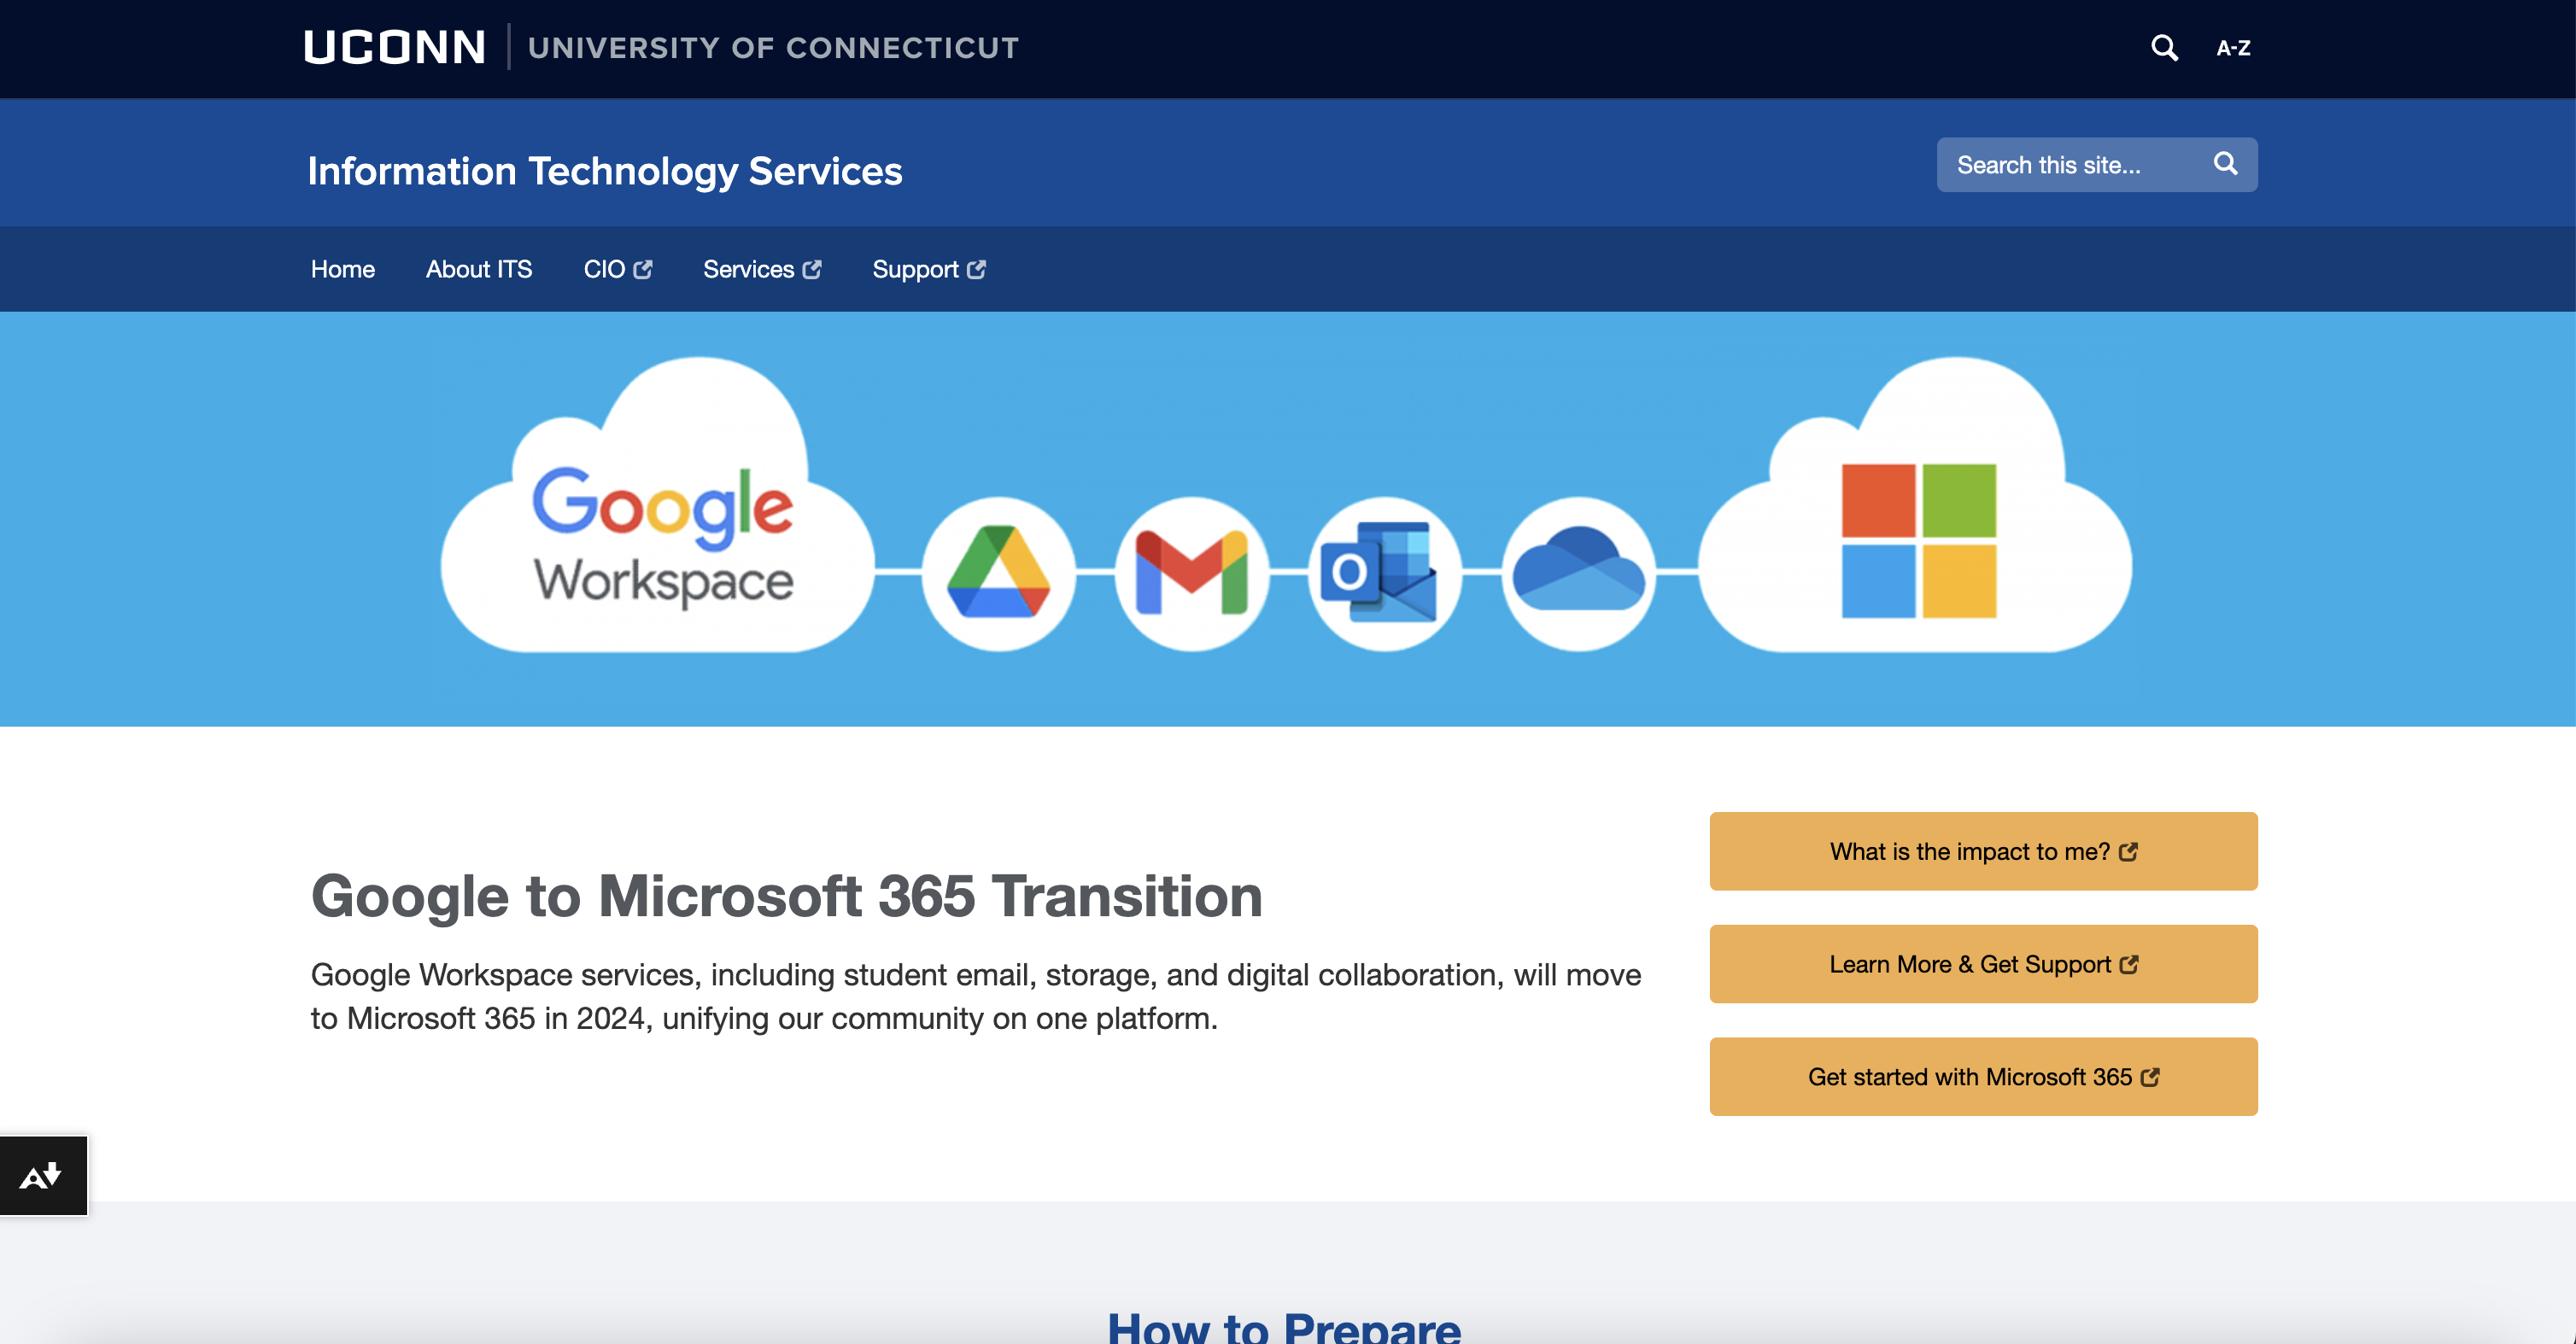 UCONN UNIVERSITY OF CONNECTICUT A-Z
Information Technology Services
Search this site...
Home About ITS CIO Services Support
Google
Workspace
O
What is the impact to me?
Google to Microsoft 365 Transition
Learn More & Get Support
Google Workspace services, including student email, storage, and digital collaboration, will move
to Microsoft 365 in 2024, unifying our community on one platform.
Get started with Microsoft 365
How to Prepare